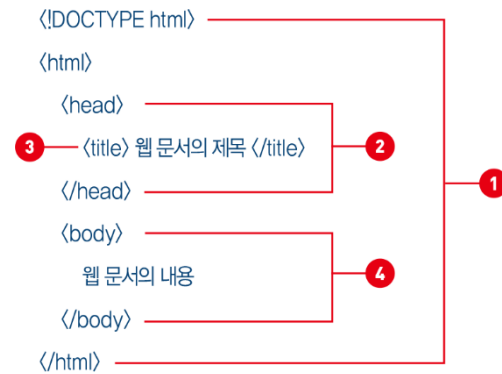 <!DOCTYPE html>
<html>
<head>
3 <title> 웹 문서의 제목 </title> 2
</head>
1
<body>
웹 문서의 내용 4
</body>
</html>